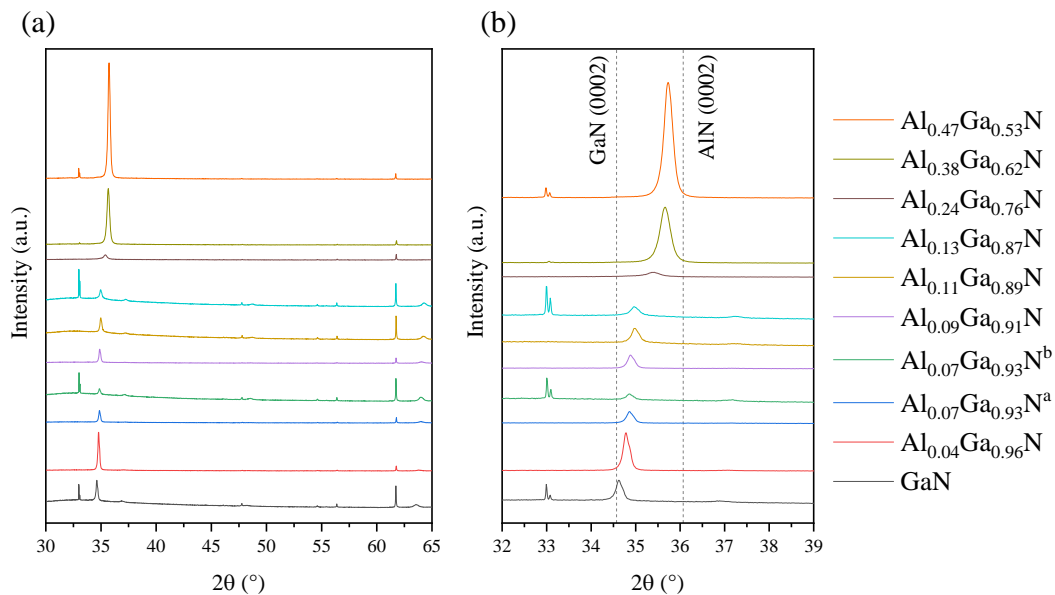 (a)
Intensity (a.u.)
30 35 40 45 50 55 60 65
2θ (°)
(b)
GaN (0002)
AlN (0002)
Intensity (a.u.)
32 33 34 35 36 37 38 39
2θ (°)
Al₀.₄₇Ga₀.₅₃N
Al₀.₃₈Ga₀.₆₂N
Al₀.₂₄Ga₀.₇₆N
Al₀.₁₃Ga₀.₈₇N
Al₀.₁₁Ga₀.₈₉N
Al₀.₀₉Ga₀.₉₁N
Al₀.₀₇Ga₀.₉₃Nᵇ
Al₀.₀₇Ga₀.₉₃Nᵃ
Al₀.₀₄Ga₀.₉₆N
GaN